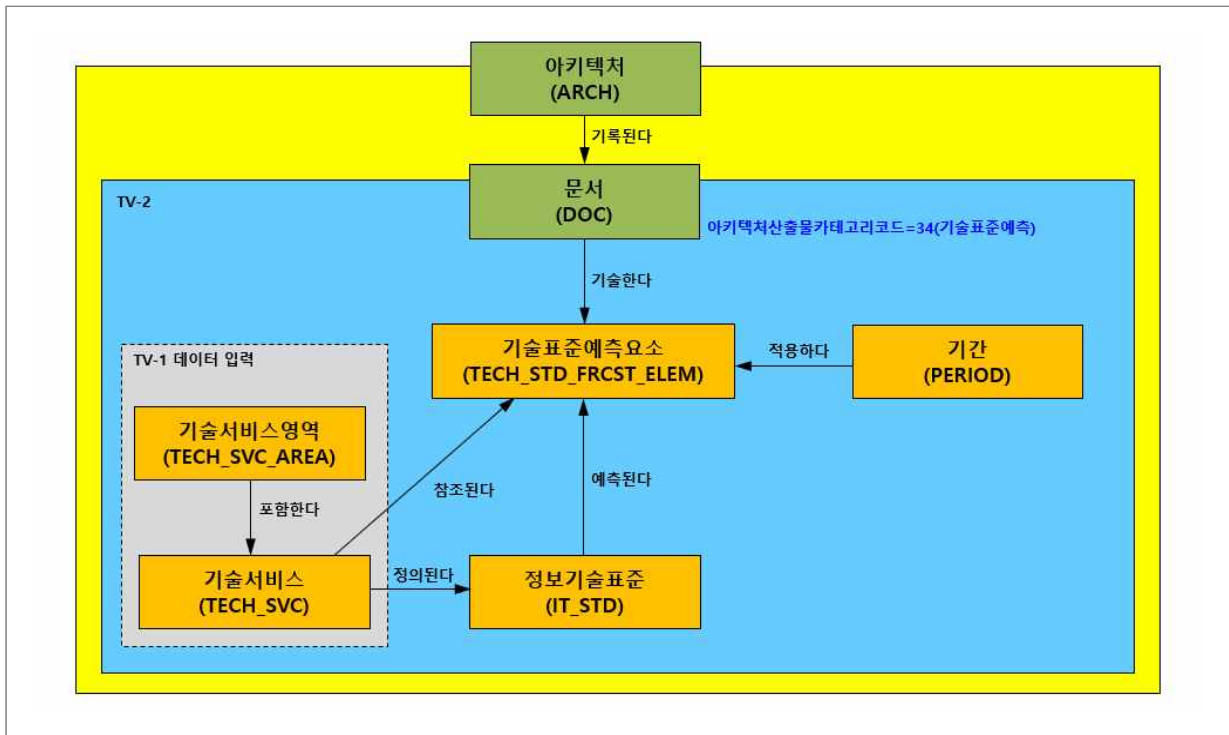 아키텍처
(ARCH)
기록된다
TV-2
문서
(DOC)
아키텍처산출물카테고리코드=34(기술표준예측)
기술한다
TV-1 데이터 입력
기술표준예측요소
(TECH_STD_FRCST_ELEM)
적용하다
기간
(PERIOD)
기술서비스영역
(TECH_SVC_AREA)
참조된다
예측된다
포함한다
기술서비스
(TECH_SVC)
정의된다
정보기술표준
(IT_STD)